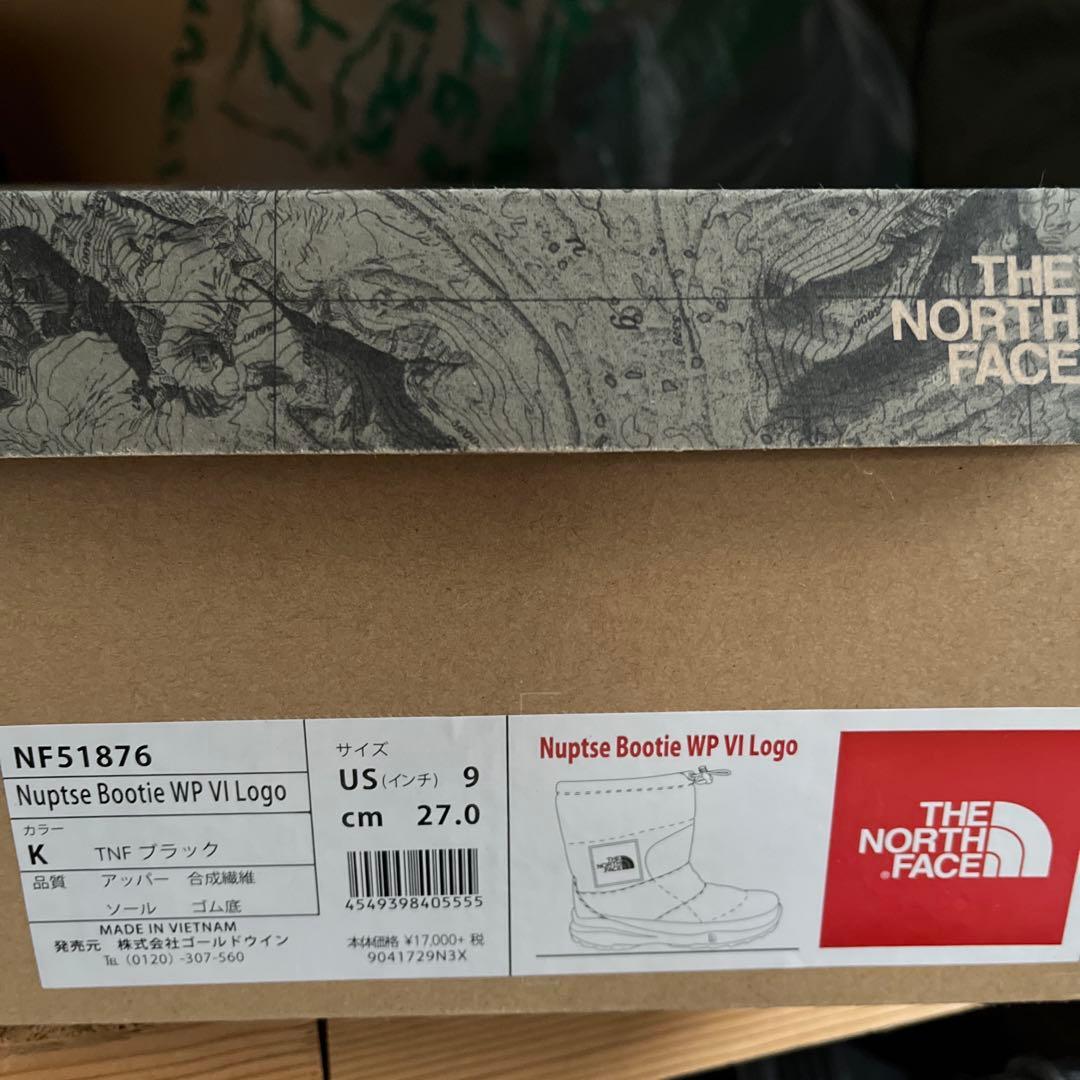 THE
NORTH
FACE
NF51876
Nuptse Bootie WP VI Logo
カラー
K TNF ブラック
品質 アッパー 合成繊維
ソール ゴム底
MADE IN VIETNAM
発売元 株式会社ゴールドウイン
℡ (0120) -307-560
サイズ
US (インチ) 9
cm 27.0
4549398405555
本体価格 ¥17,000+ 税
9041729N3X
Nuptse Bootie WP VI Logo
THE
NORTH
FACE
THE
NORTH
FACE